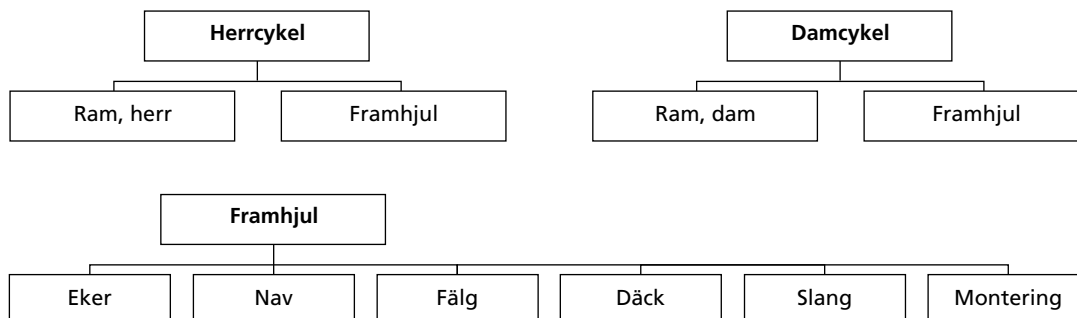 Herrcykel
Damcykel
Ram, herr
Framhjul
Ram, dam
Framhjul
Framhjul
Eker
Nav
Fälg
Däck
Slang
Montering